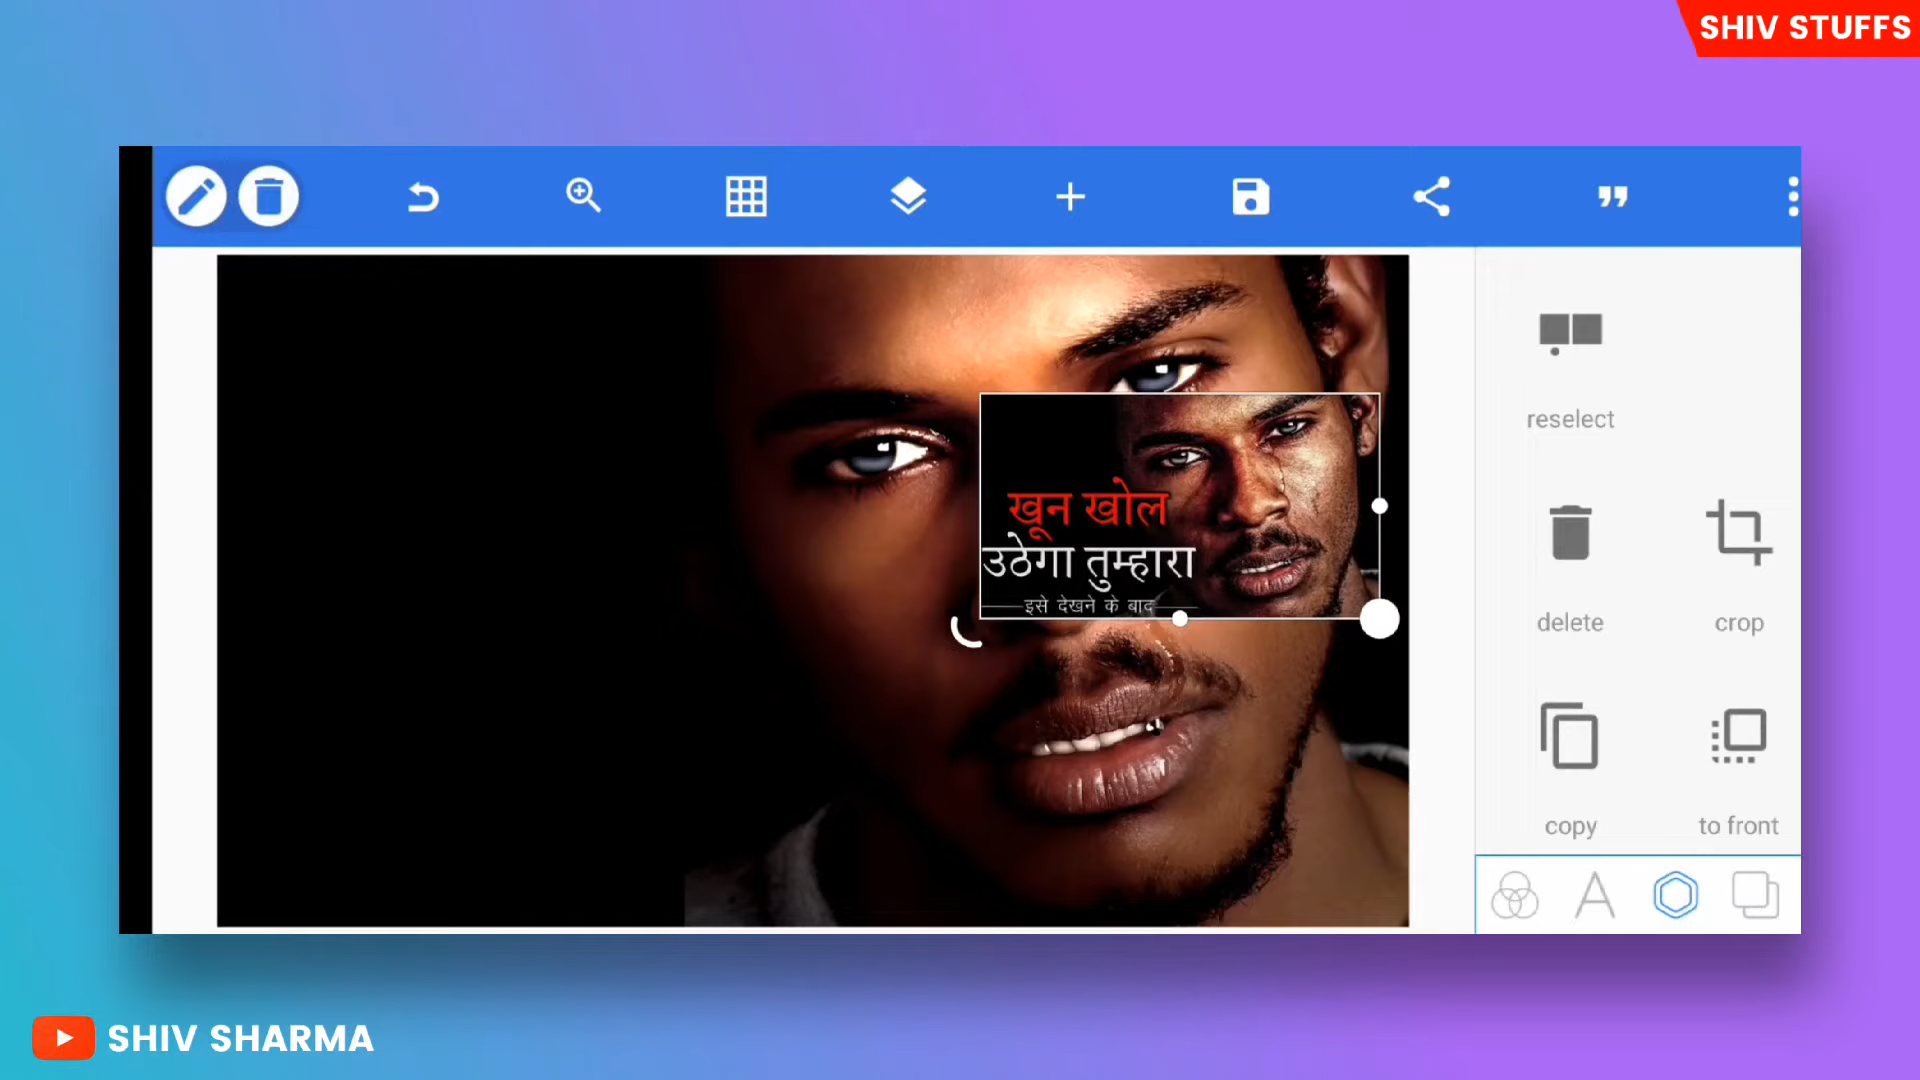 SHIV STUFFS
reselect
खून खोल
उठेगा तुम्हारा
इसे देखने के बाद
delete
crop
copy
to front
SHIV SHARMA